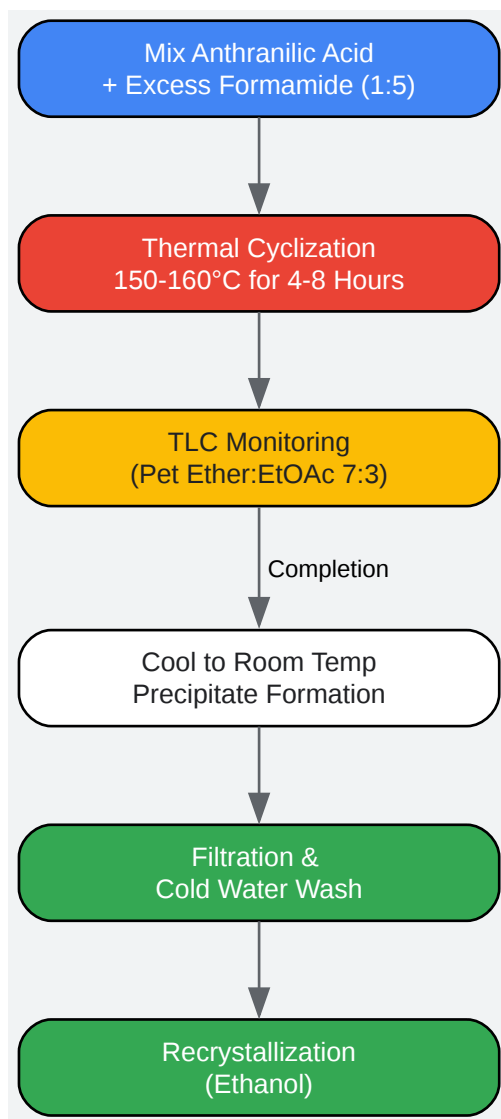 Mix Anthranilic Acid
+ Excess Formamide (1:5)
Thermal Cyclization
150-160°C for 4-8 Hours
TLC Monitoring
(Pet Ether:EtOAc 7:3)
Completion
Cool to Room Temp
Precipitate Formation
Filtration &
Cold Water Wash
Recrystallization
(Ethanol)